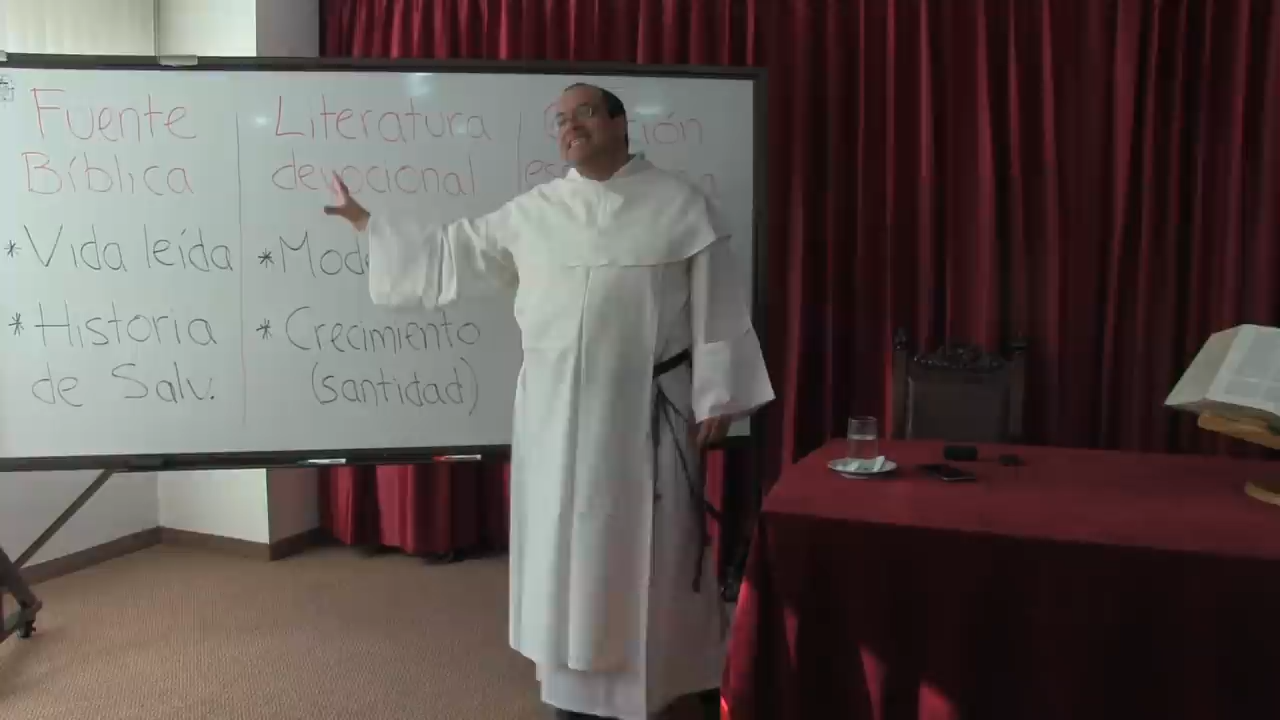 Fuente
Bíblica
* Vida leída
* Historia
de Salv.
Literatura
devocional
*
* Crecimiento
(santidad)